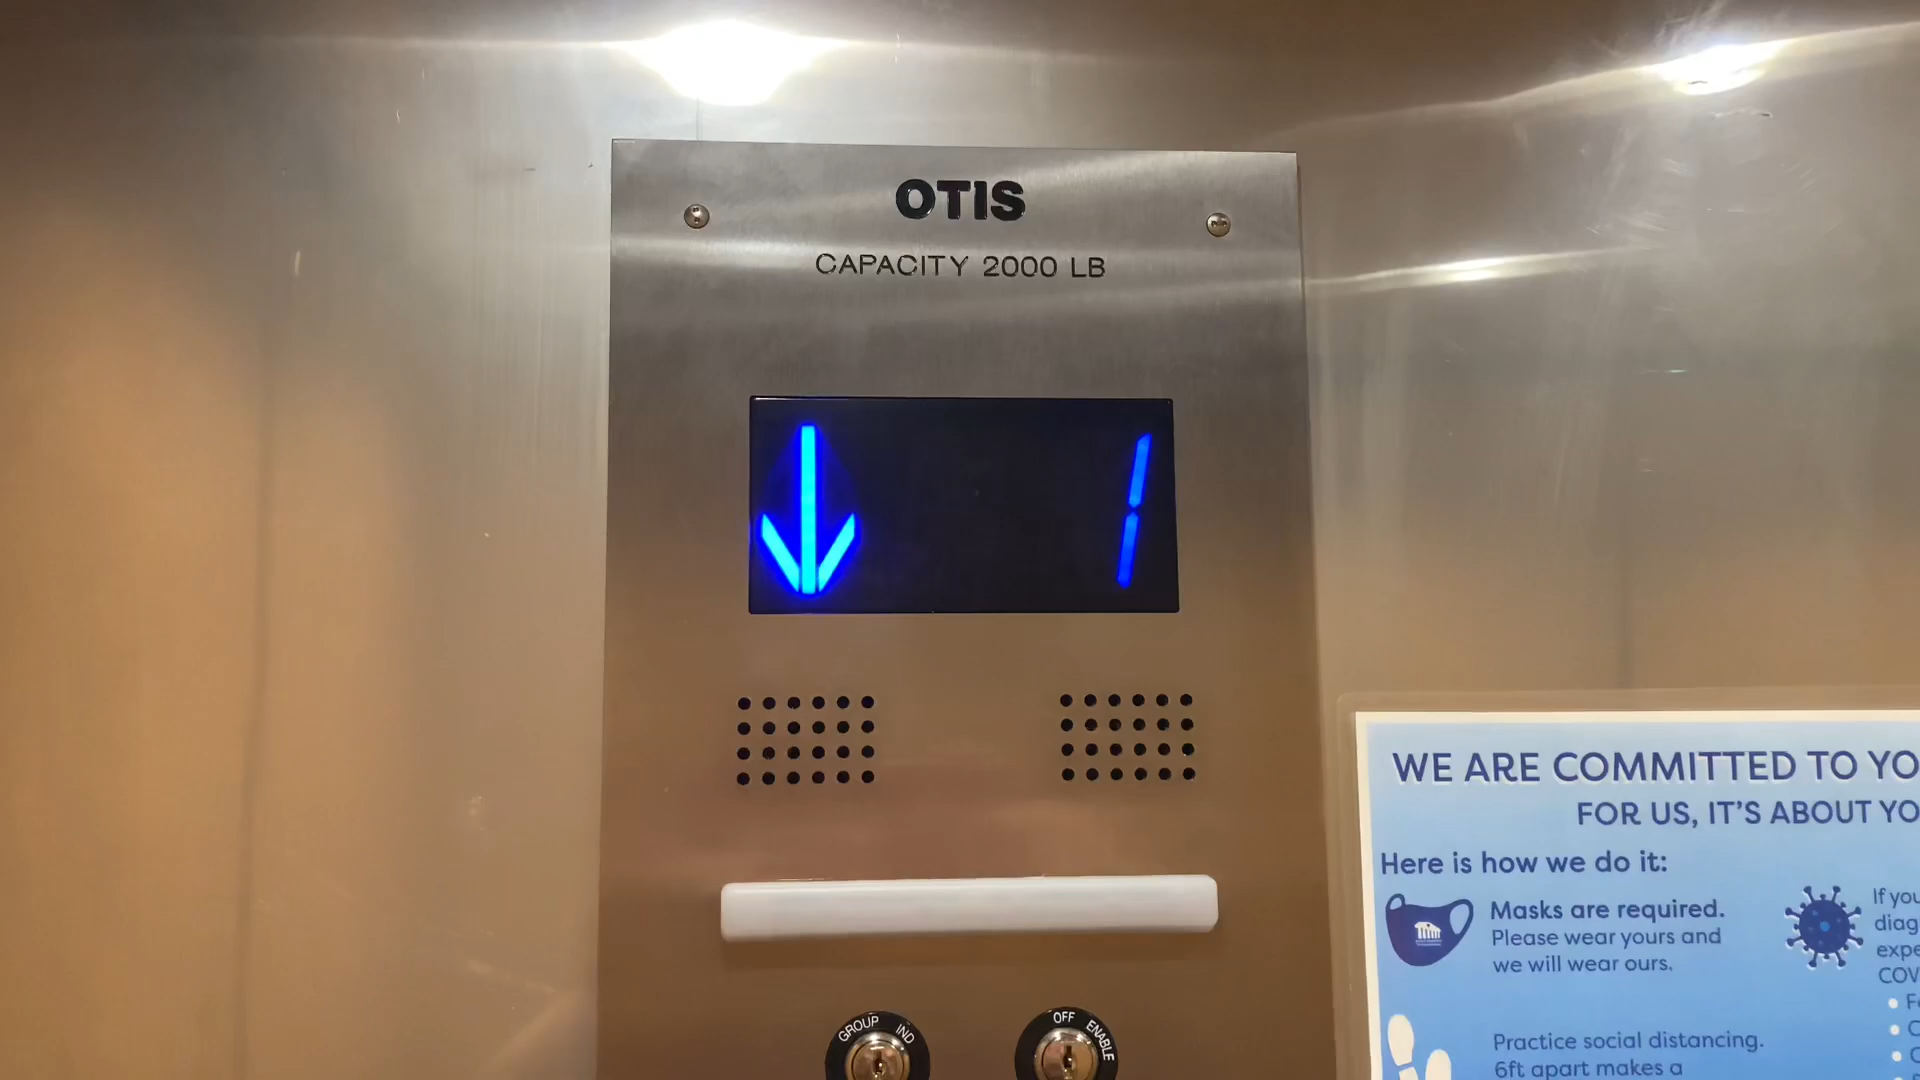 OTIS
CAPACITY 2000 LB
1
WE ARE COMMITTED TO YO
FOR US, IT'S ABOUT YO
Here is how we do it:
Masks are required.
Please wear yours and
we will wear ours.
If you
diag
expe
COV
Practice social distancing.
6ft apart makes a
GROUP IND
OFF ENABLE